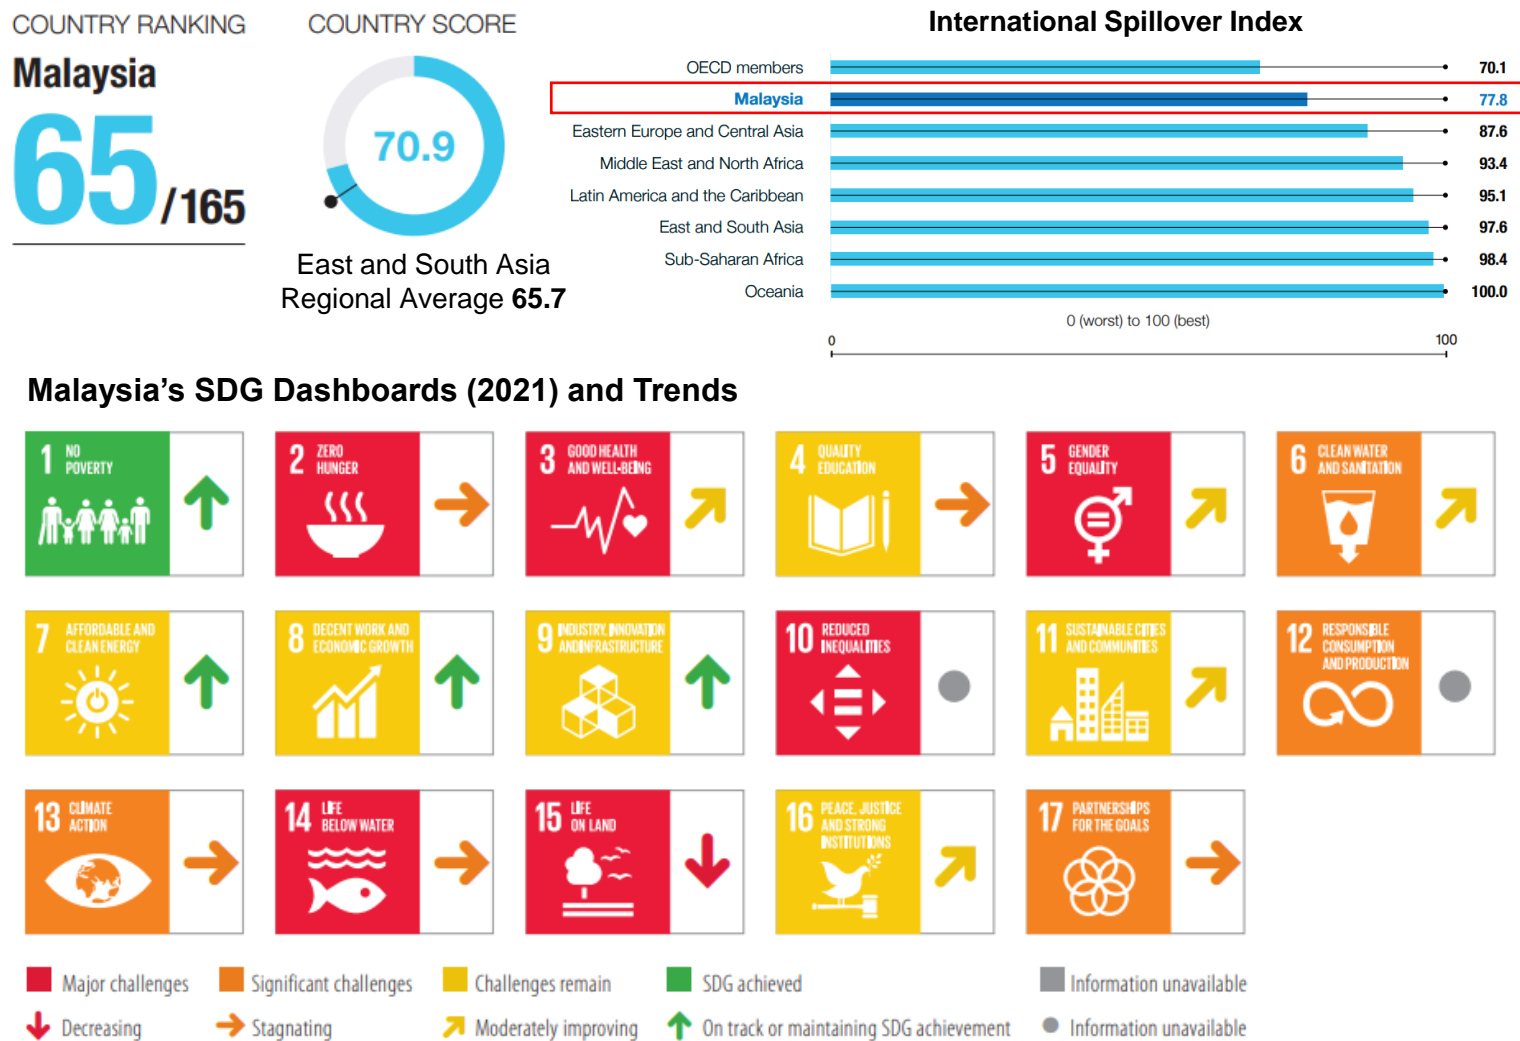 COUNTRY RANKING
Malaysia
65/165
COUNTRY SCORE
70.9
East and South Asia
Regional Average 65.7
International Spillover Index
OECD members 70.1
Malaysia 77.8
Eastern Europe and Central Asia 87.6
Middle East and North Africa 93.4
Latin America and the Caribbean 95.1
East and South Asia 97.6
Sub-Saharan Africa 98.4
Oceania 100.0
0 (worst) to 100 (best)
0 100
Malaysia's SDG Dashboards (2021) and Trends
1 NO
POVERTY
2 ZERO
HUNGER
3 GOOD HEALTH
AND WELL-BEING
4 QUALITY
EDUCATION
5 GENDER
EQUALITY
6 CLEAN WATER
AND SANITATION
7 AFFORDABLE AND
CLEAN ENERGY
8 DECENT WORK AND
ECONOMIC GROWTH
9 INDUSTRY, INNOVATION
AND INFRASTRUCTURE
10 REDUCED
INEQUALITIES
11 SUSTAINABLE CITIES
AND COMMUNITIES
12 RESPONSIBLE
CONSUMPTION
AND PRODUCTION
13 CLIMATE
ACTION
14 LIFE
BELOW WATER
15 LIFE
ON LAND
16 PEACE, JUSTICE
AND STRONG
INSTITUTIONS
17 PARTNERSHIPS
FOR THE GOALS
Major challenges Significant challenges Challenges remain SDG achieved Information unavailable
Decreasing Stagnating Moderately improving On track or maintaining SDG achievement Information unavailable